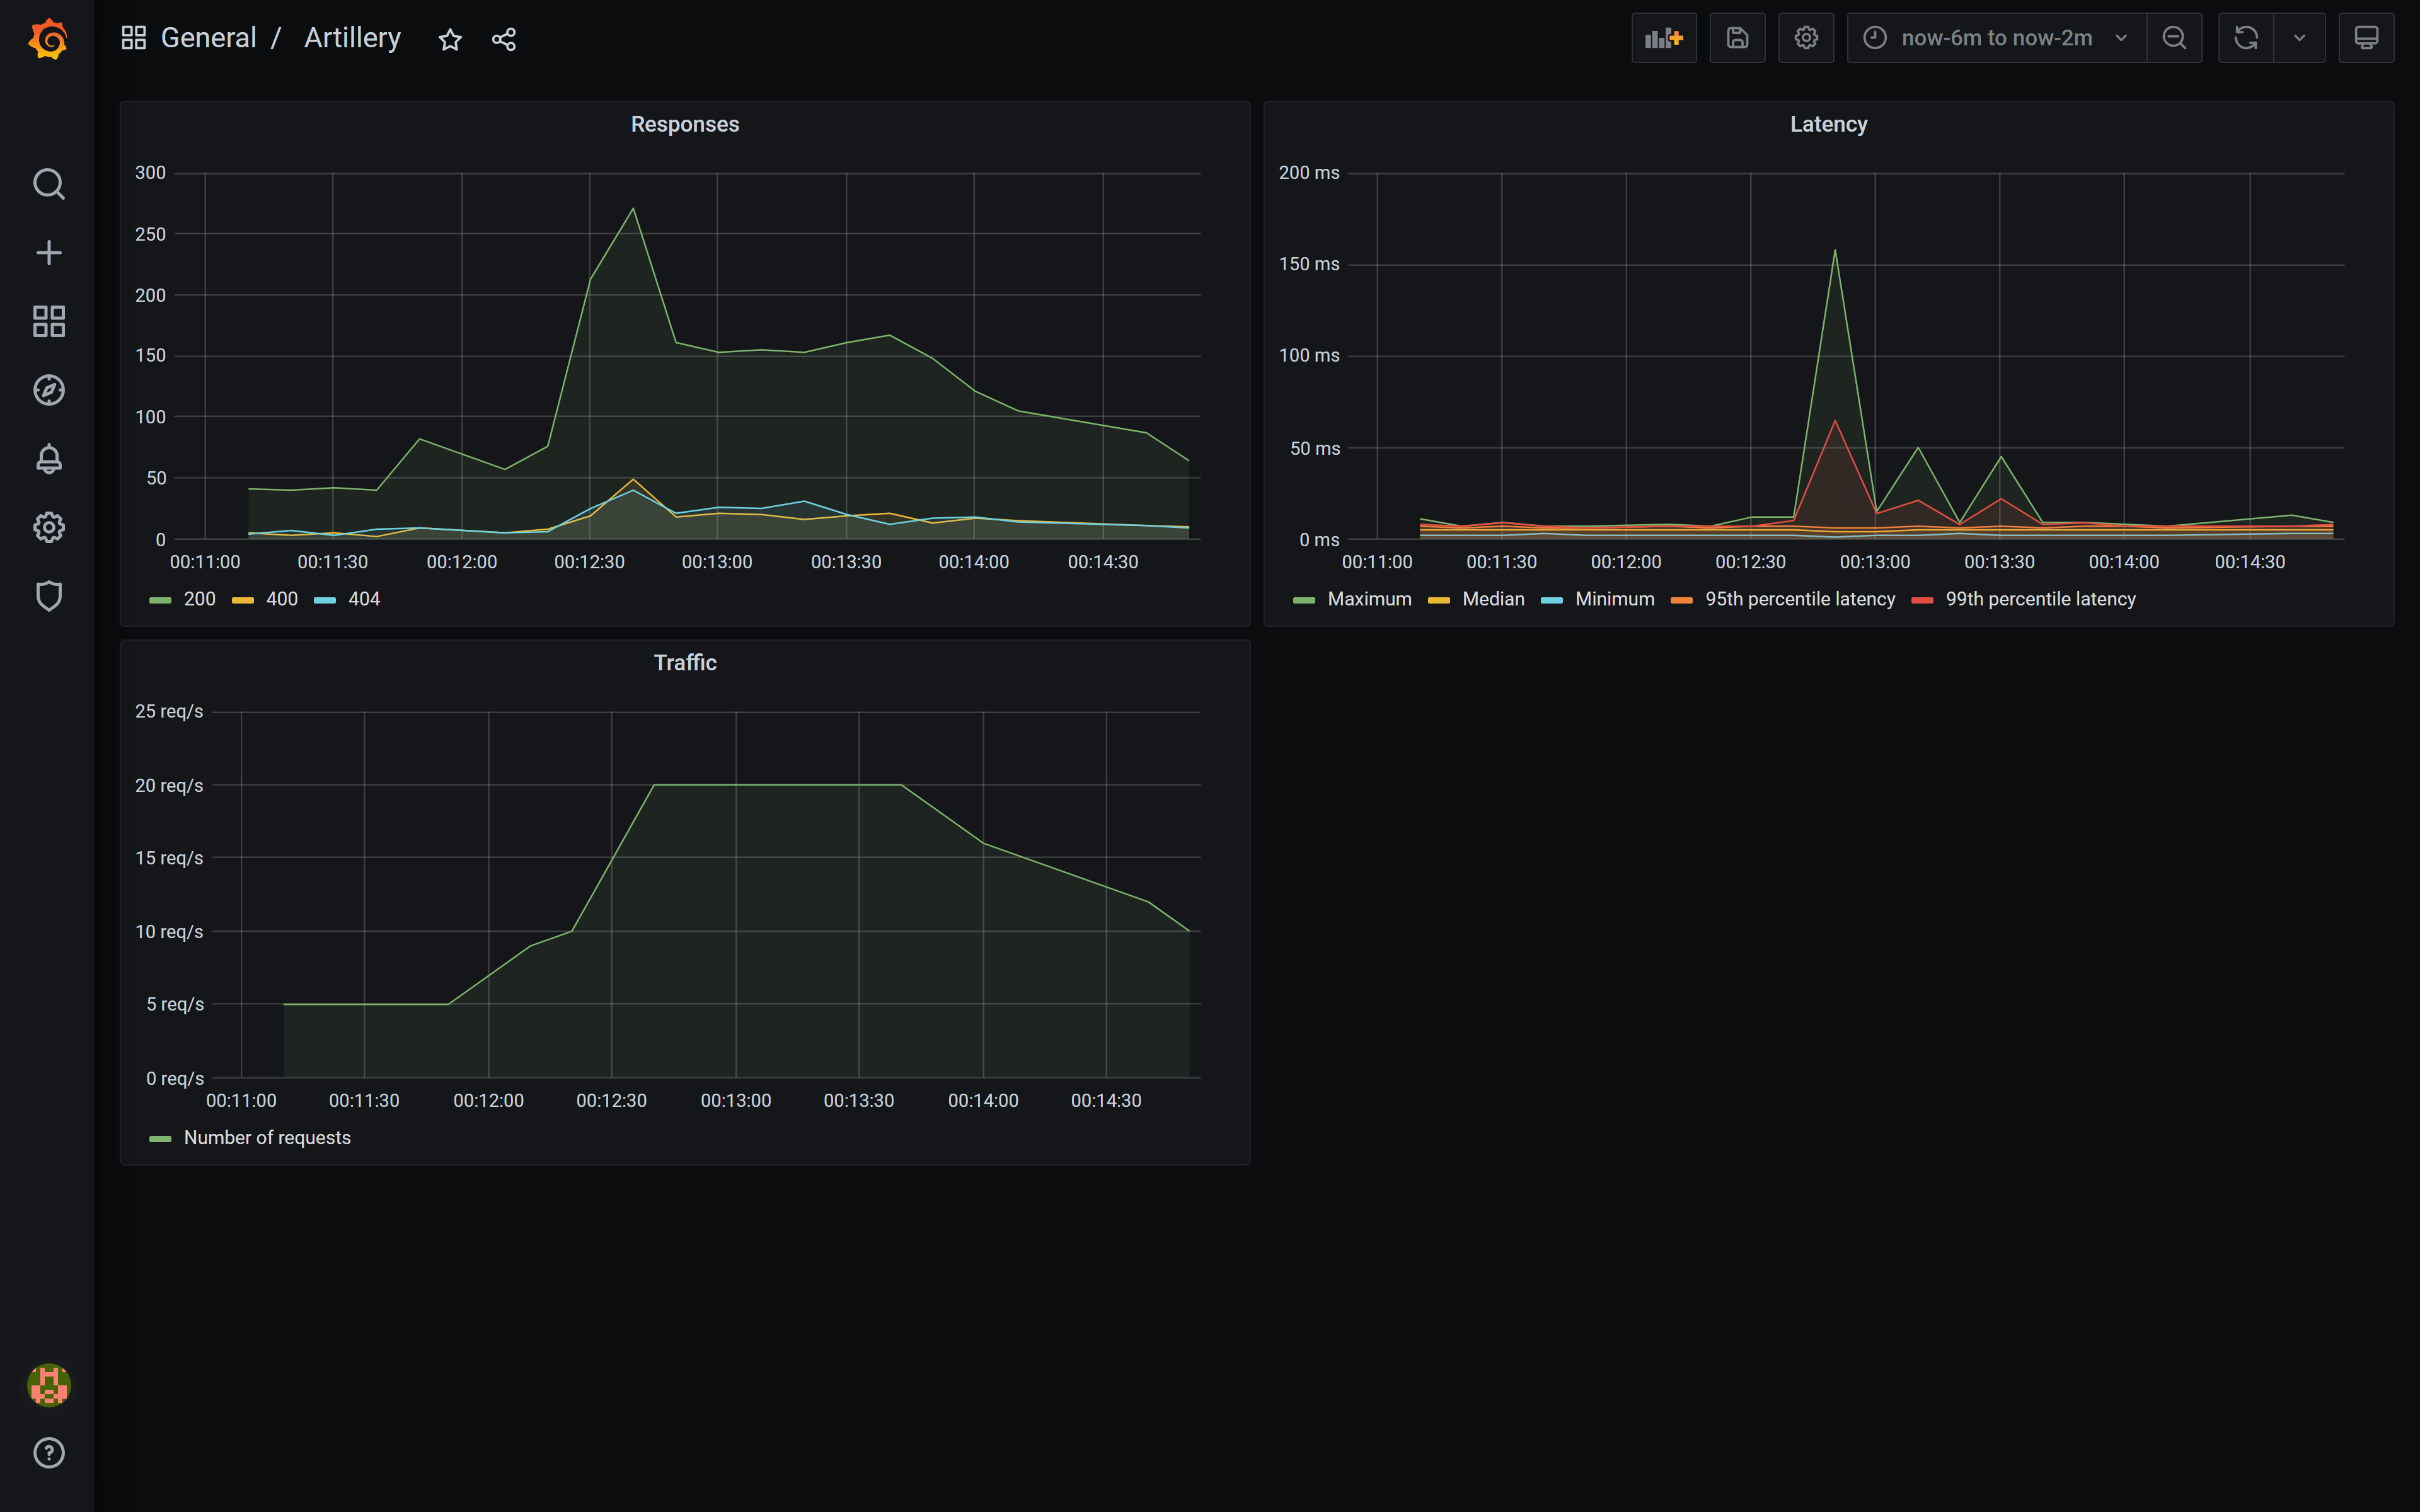 General / Artillery
now-6m to now-2m
Responses
300
250
200
150
100
50
0
00:11:00 00:11:30 00:12:00 00:12:30 00:13:00 00:13:30 00:14:00 00:14:30
200 400 404
Latency
200 ms
150 ms
100 ms
50 ms
0 ms
00:11:00 00:11:30 00:12:00 00:12:30 00:13:00 00:13:30 00:14:00 00:14:30
Maximum Median Minimum 95th percentile latency 99th percentile latency
Traffic
25 req/s
20 req/s
15 req/s
10 req/s
5 req/s
0 req/s
00:11:00 00:11:30 00:12:00 00:12:30 00:13:00 00:13:30 00:14:00 00:14:30
Number of requests